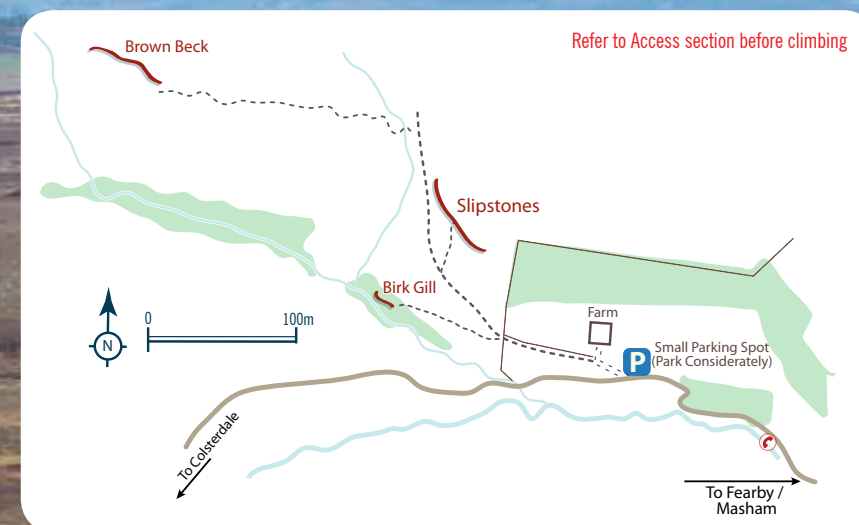 Brown Beck
Refer to Access section before climbing
Slipstones
Birk Gill
0
100m
N
Farm
P
Small Parking Spot
(Park Considerately)
To Colsterdale
To Fearby /
Masham